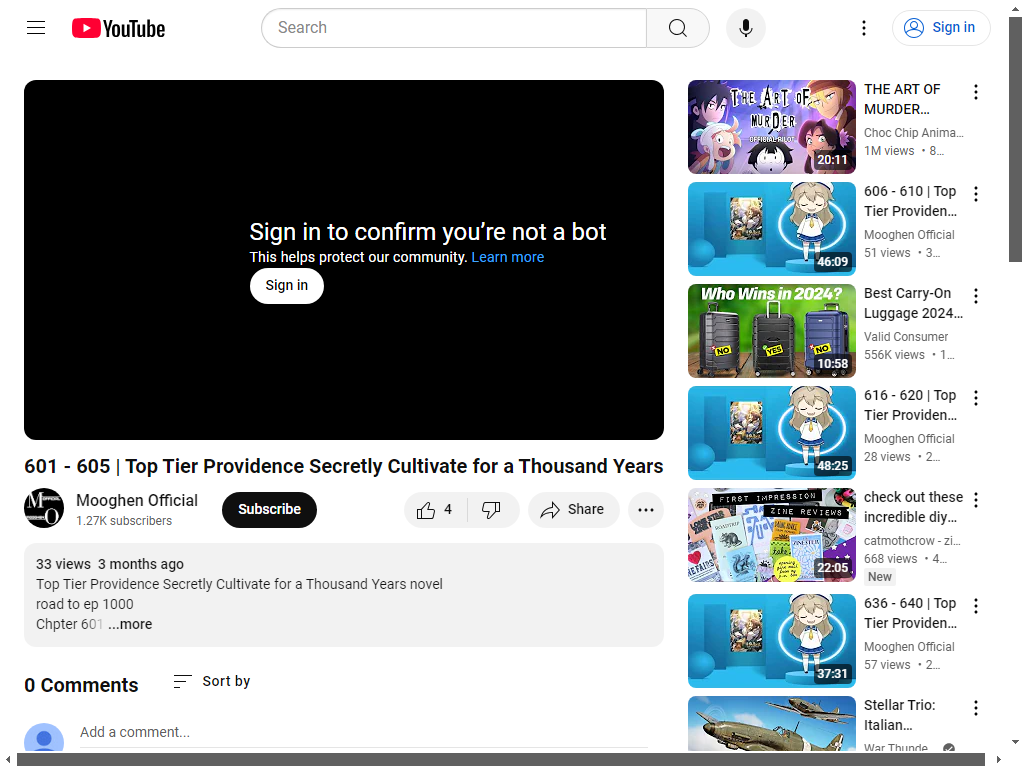 YouTube
Search
Sign in
Sign in to confirm you’re not a bot
This helps protect our community. Learn more
Sign in
601 - 605 | Top Tier Providence Secretly Cultivate for a Thousand Years
Mooghen Official
1.27K subscribers
Subscribe
4
Share
33 views 3 months ago
Top Tier Providence Secretly Cultivate for a Thousand Years novel
road to ep 1000
Chpter 601 ...more
0 Comments
Sort by
Add a comment...
THE ART OF
MURDER
OFFICIAL PILOT
20:11
THE ART OF
MURDER…
Choc Chip Anima…
1M views • 8…
46:09
606 - 610 | Top
Tier Providen…
Mooghen Official
51 views • 3…
Who Wins in 2024?
NO
YES
NO
10:58
Best Carry-On
Luggage 2024…
Valid Consumer
556K views • 1…
48:25
616 - 620 | Top
Tier Providen…
Mooghen Official
28 views • 2…
FIRST IMPRESSION
ZINE REVIEWS
22:05
check out these
incredible diy…
catmothcrow - zi…
668 views • 4…
New
37:31
636 - 640 | Top
Tier Providen…
Mooghen Official
57 views • 2…
Stellar Trio:
Italian…
War Thunde…